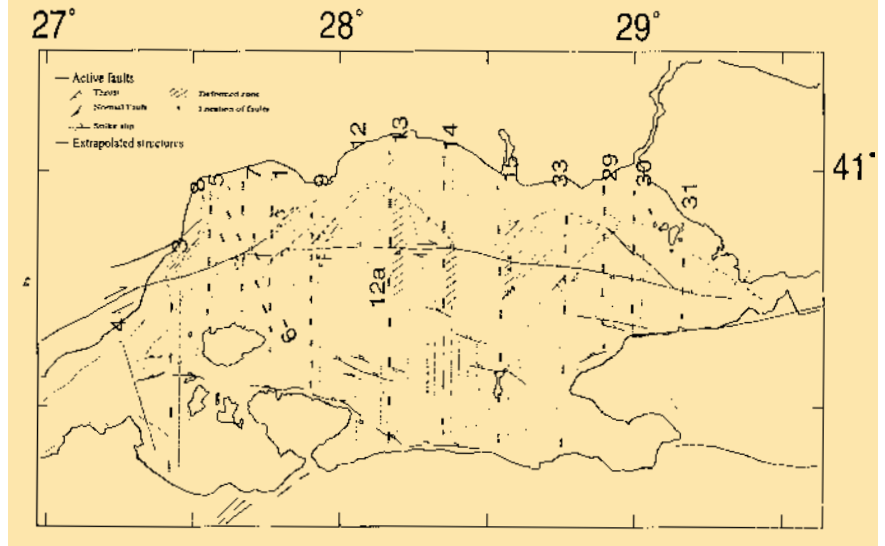 27° 28° 29°
Active faults
Thrust
Normal Faults
Strike slip
Extrapolated structures
Deformed zone
Location of faults
41°
8 5 7 1 9 12 13 14 15 33 29 30 31
3
4
6
12a